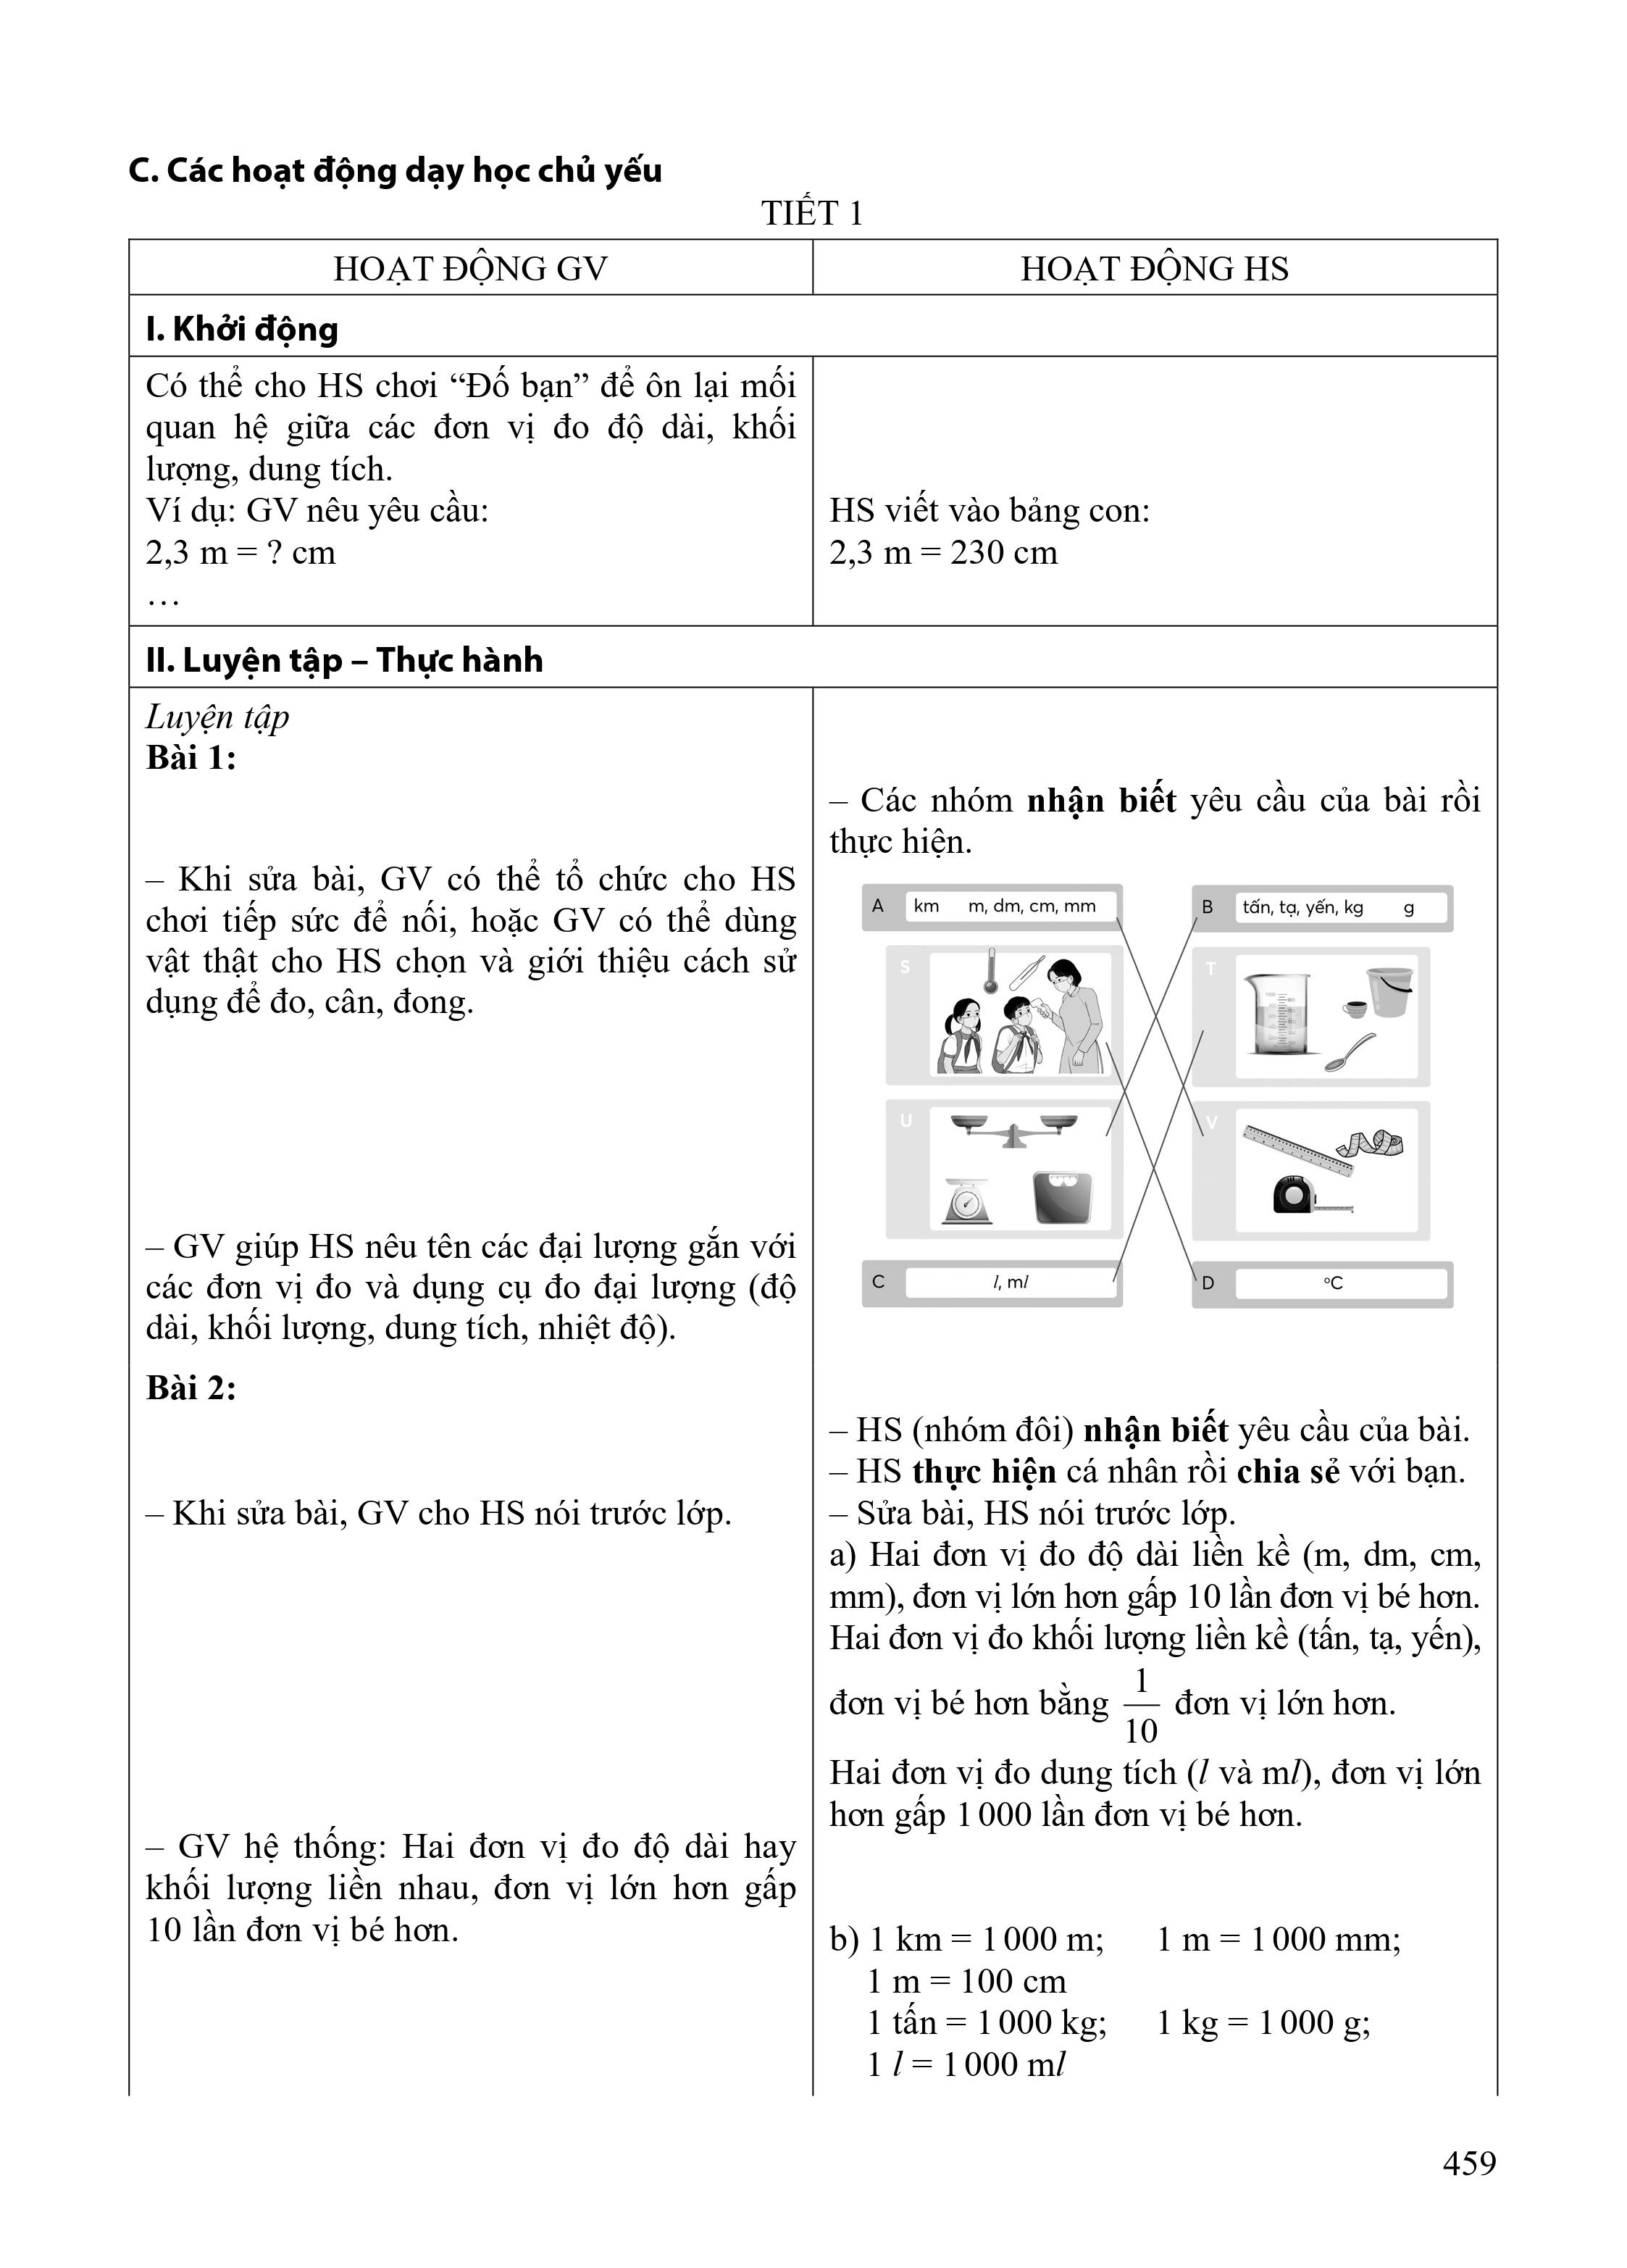 C. Các hoạt động dạy học chủ yếu
TIẾT 1
HOẠT ĐỘNG GV
HOẠT ĐỘNG HS
I. Khởi động
Có thể cho HS chơi “Đố bạn” để ôn lại mối
quan hệ giữa các đơn vị đo độ dài, khối
lượng, dung tích.
Ví dụ: GV nêu yêu cầu:
2,3 m = ? cm
…
HS viết vào bảng con:
2,3 m = 230 cm
II. Luyện tập – Thực hành
Luyện tập
Bài 1:
– Khi sửa bài, GV có thể tổ chức cho HS
chơi tiếp sức để nối, hoặc GV có thể dùng
vật thật cho HS chọn và giới thiệu cách sử
dụng để đo, cân, đong.
– GV giúp HS nêu tên các đại lượng gắn với
các đơn vị đo và dụng cụ đo đại lượng (độ
dài, khối lượng, dung tích, nhiệt độ).
– Các nhóm nhận biết yêu cầu của bài rồi
thực hiện.
A km m, dm, cm, mm
B tấn, tạ, yến, kg g
S
T
U
V
C l, ml
D °C
Bài 2:
– Khi sửa bài, GV cho HS nói trước lớp.
– GV hệ thống: Hai đơn vị đo độ dài hay
khối lượng liền nhau, đơn vị lớn hơn gấp
10 lần đơn vị bé hơn.
– HS (nhóm đôi) nhận biết yêu cầu của bài.
– HS thực hiện cá nhân rồi chia sẻ với bạn.
– Sửa bài, HS nói trước lớp.
a) Hai đơn vị đo độ dài liền kề (m, dm, cm,
mm), đơn vị lớn hơn gấp 10 lần đơn vị bé hơn.
Hai đơn vị đo khối lượng liền kề (tấn, tạ, yến),
đơn vị bé hơn bằng 1/10 đơn vị lớn hơn.
Hai đơn vị đo dung tích (l và ml), đơn vị lớn
hơn gấp 1 000 lần đơn vị bé hơn.
b) 1 km = 1 000 m; 1 m = 1 000 mm;
1 m = 100 cm
1 tấn = 1 000 kg; 1 kg = 1 000 g;
1 l = 1 000 ml
459